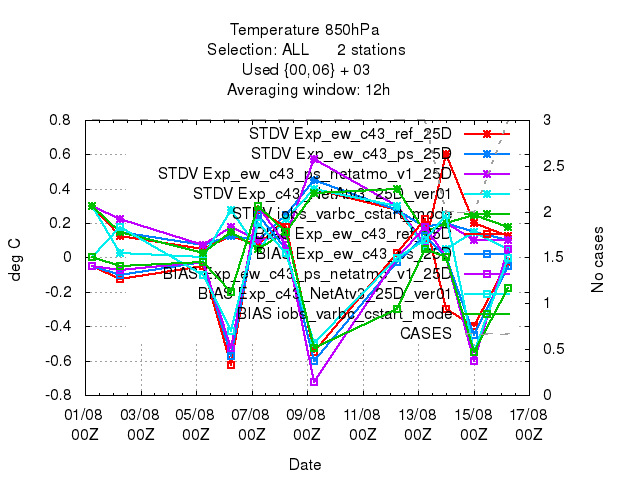 Temperature 850hPa
Selection: ALL 2 stations
Used {00,06} + 03
Averaging window: 12h
0.8
0.6
0.4
0.2
0
-0.2
-0.4
-0.6
-0.8
deg C
3
2.5
2
1.5
1
0.5
0
No cases
STDV Exp_ew_c43_ref_25D
STDV Exp_ew_c43_ps_25D
STDV Exp_ew_c43_ps_netatmo_v1_25D
STDV Exp_c43_NetAtv3_25D_ver01
STDV iobs_varbc_cstart_mode
BIAS Exp_ew_c43_ref_25D
BIAS Exp_ew_c43_ps_25D
BIAS Exp_ew_c43_ps_netatmo_v1_25D
BIAS Exp_c43_NetAtv3_25D_ver01
BIAS iobs_varbc_cstart_mode
CASES
01/08 03/08 05/08 07/08 09/08 11/08 13/08 15/08 17/08
00Z 00Z 00Z 00Z 00Z 00Z 00Z 00Z 00Z
Date